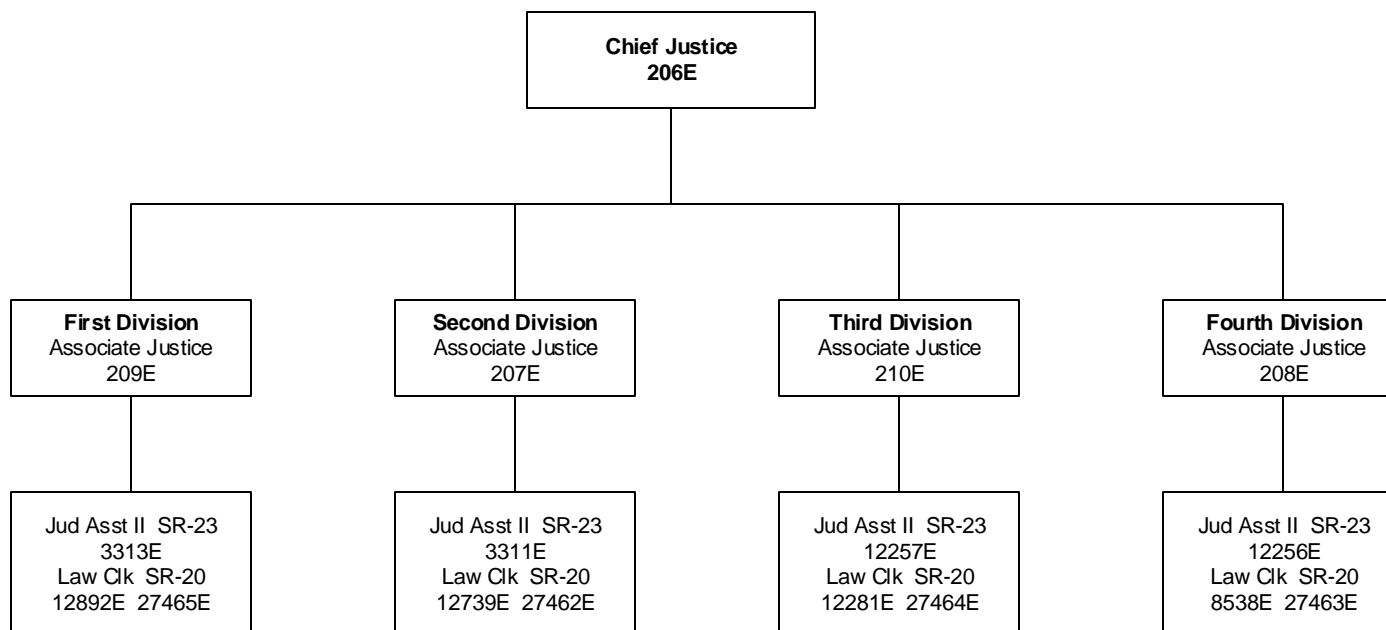 Chief Justice
206E
First Division
Associate Justice
209E
Second Division
Associate Justice
207E
Third Division
Associate Justice
210E
Fourth Division
Associate Justice
208E
Jud Asst II SR-23
3313E
Law Clk SR-20
12892E 27465E
Jud Asst II SR-23
3311E
Law Clk SR-20
12739E 27462E
Jud Asst II SR-23
12257E
Law Clk SR-20
12281E 27464E
Jud Asst II SR-23
12256E
Law Clk SR-20
8538E 27463E